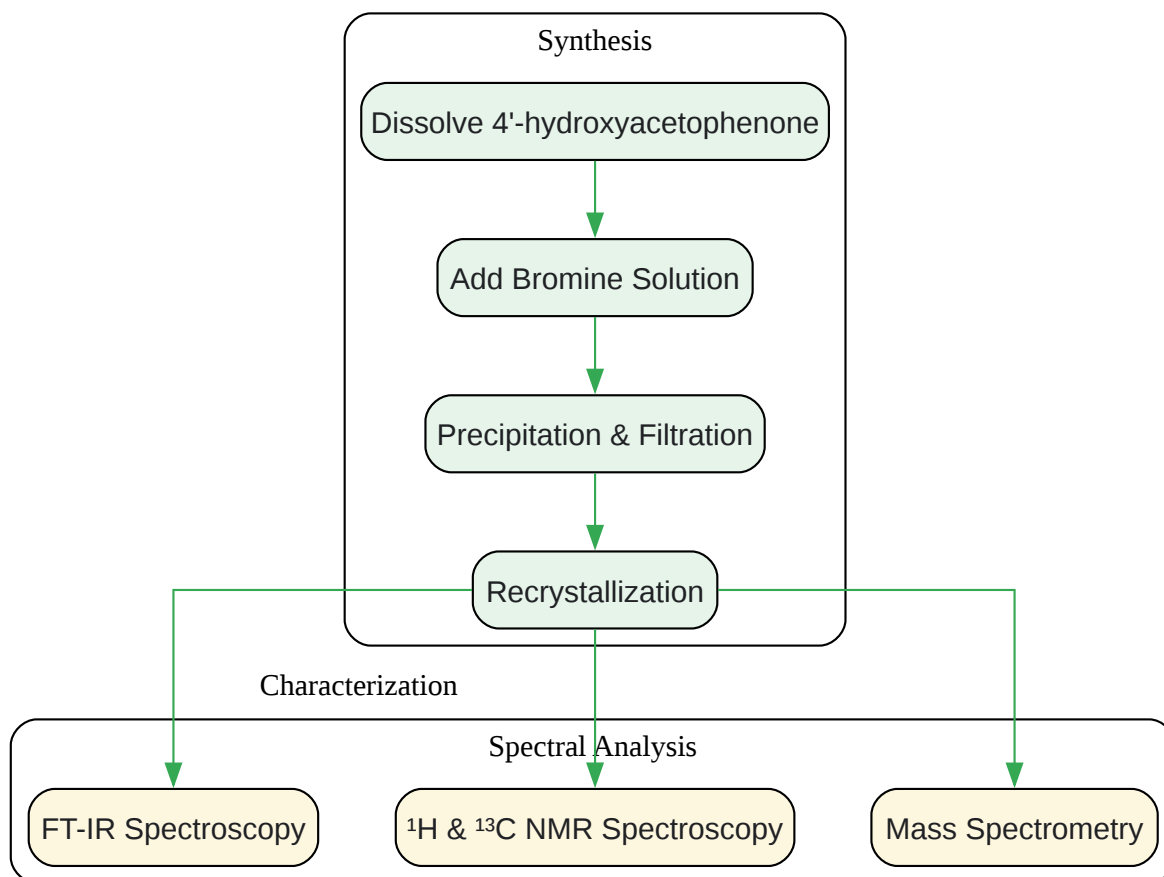 Synthesis
Dissolve 4'-hydroxyacetophenone
Add Bromine Solution
Precipitation & Filtration
Recrystallization
Characterization
Spectral Analysis
FT-IR Spectroscopy
¹H & ¹³C NMR Spectroscopy
Mass Spectrometry